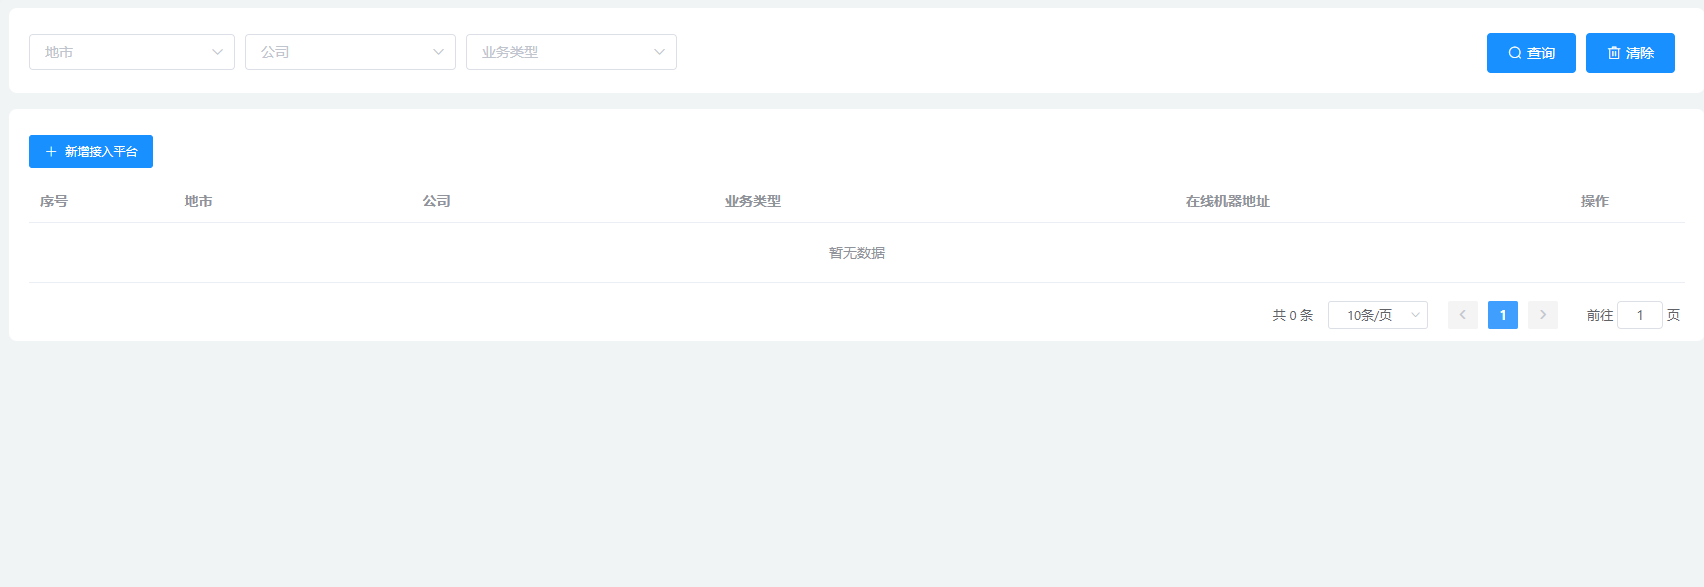 地市 公司 业务类型 查询 清除
新增接入平台
序号 地市 公司 业务类型 在线机器地址 操作
暂无数据
共 0 条 10条/页 1 前往 1 页